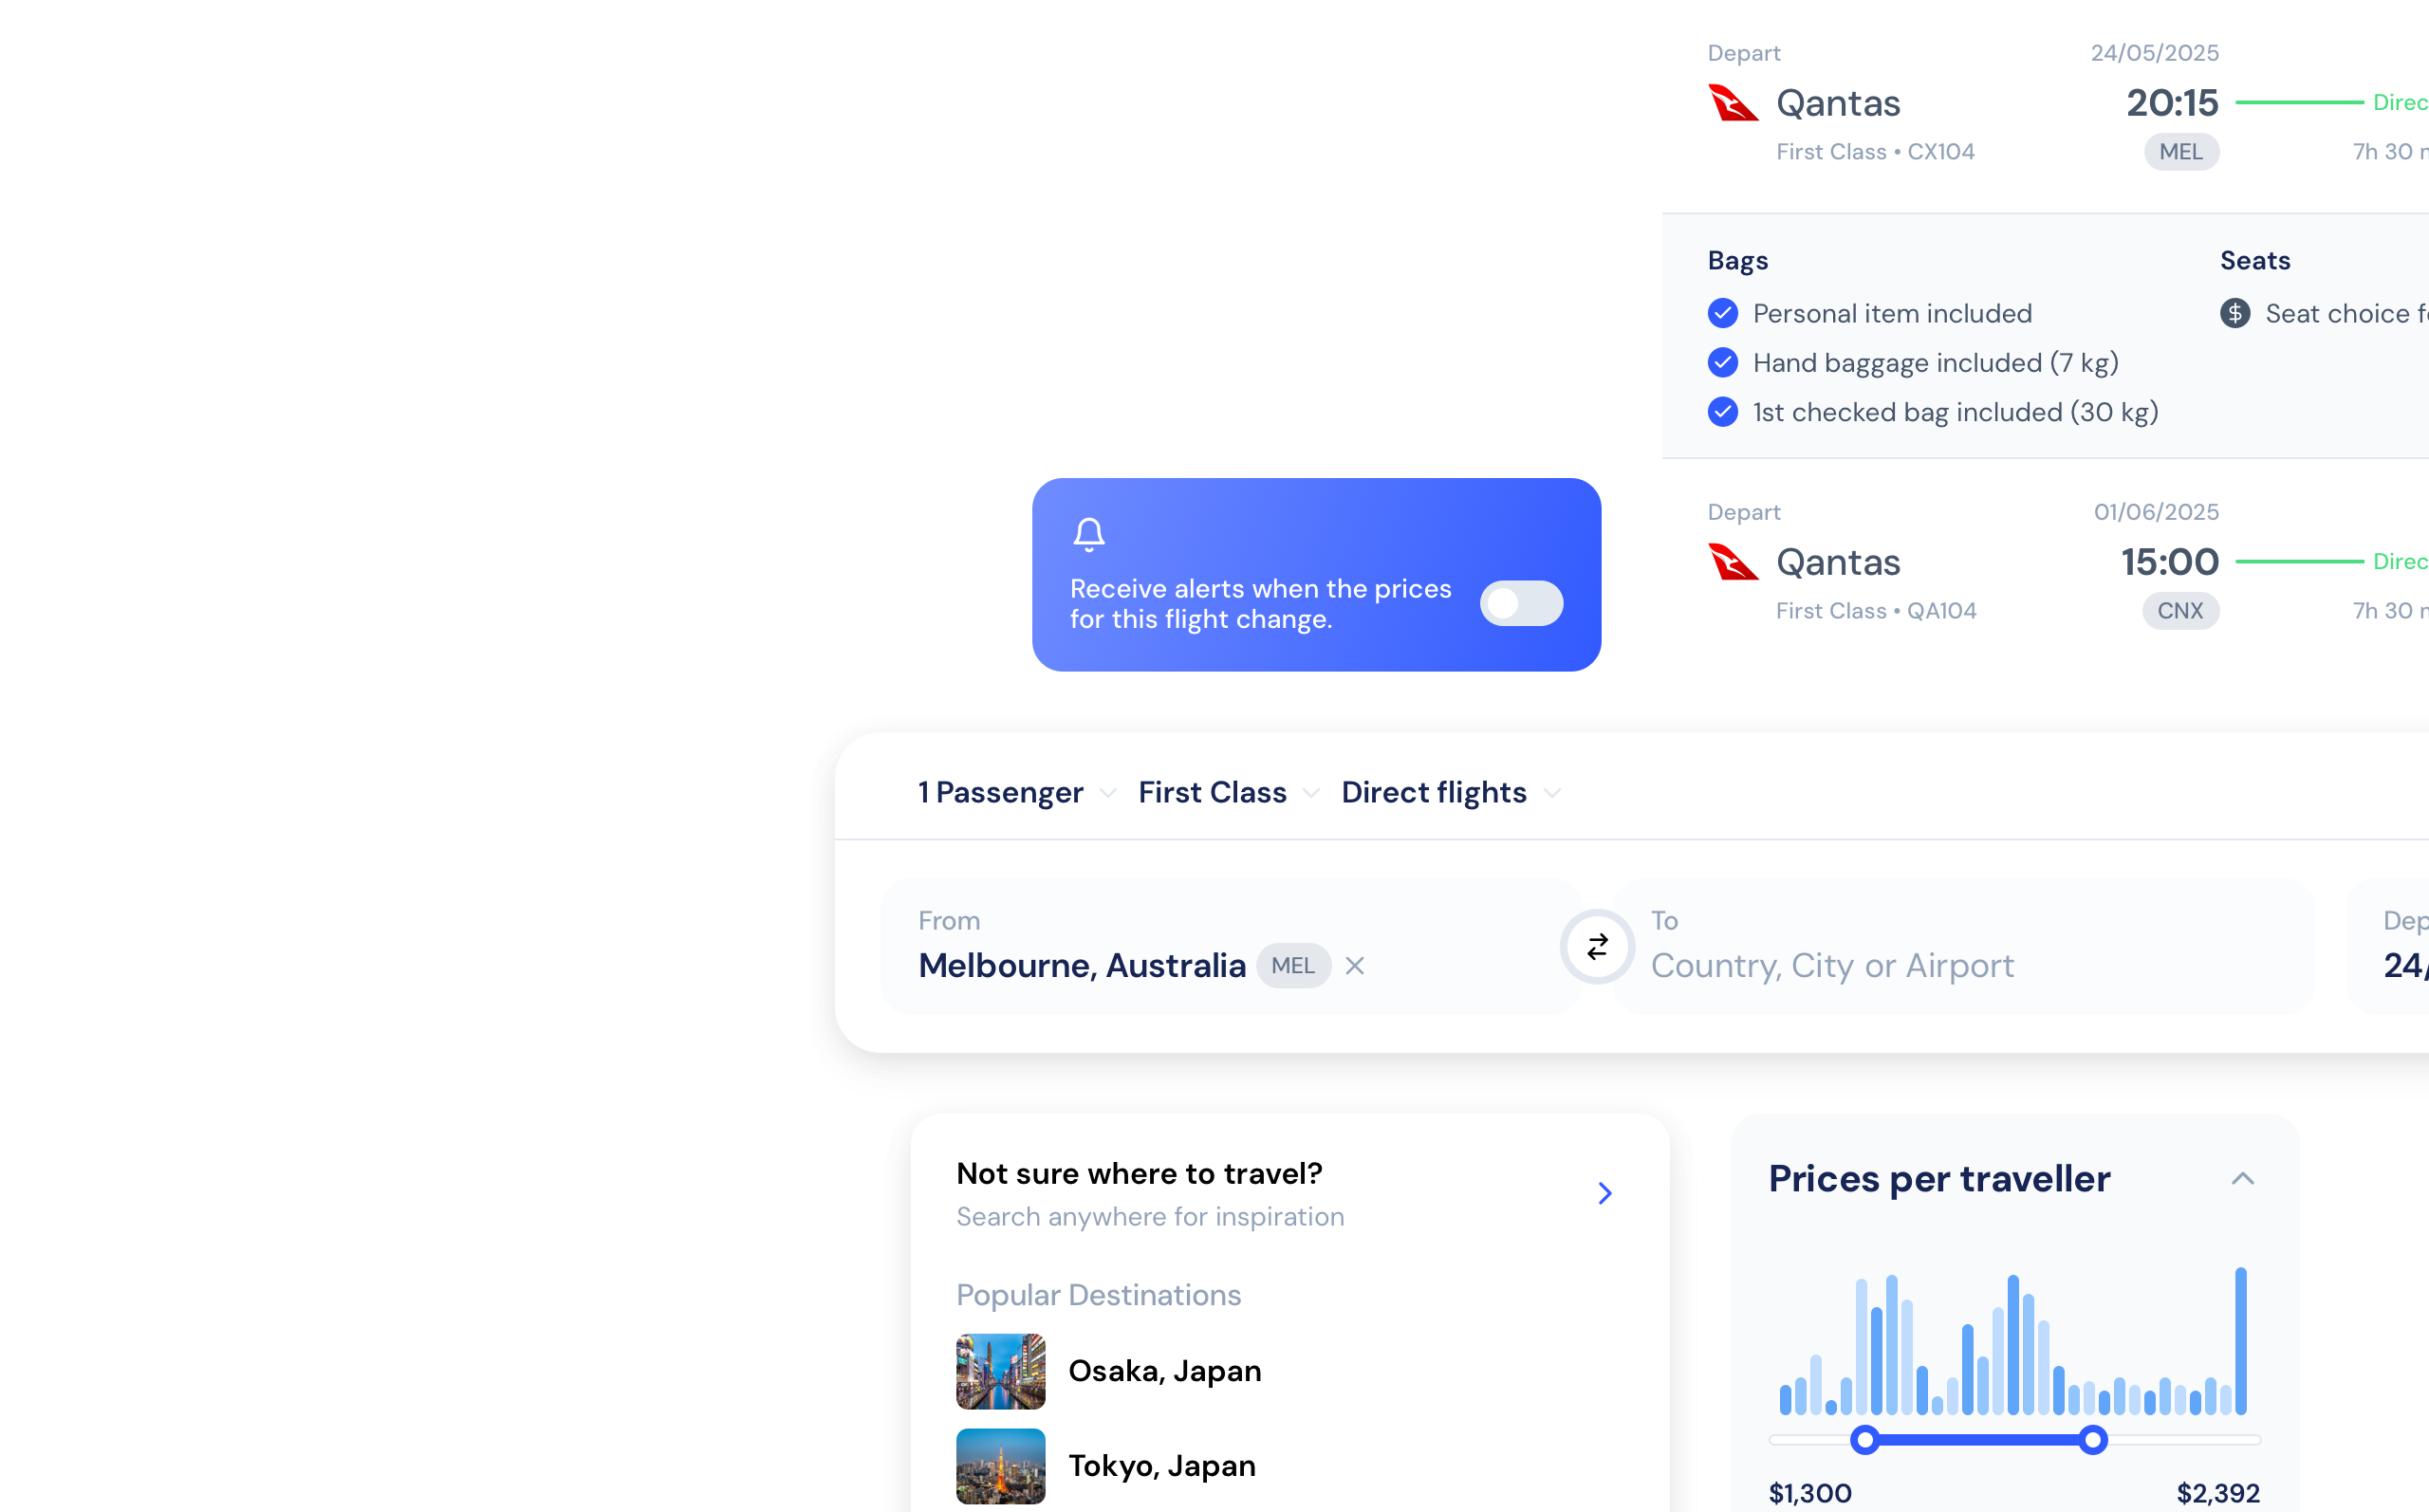 Depart 24/05/2025
Qantas 20:15 Direc
First Class • CX104 MEL 7h 30
Bags Seats
Personal item included $ Seat choice
Hand baggage included (7 kg)
1st checked bag included (30 kg)
Depart 01/06/2025
Qantas 15:00 Direc
First Class • QA104 CNX 7h 30
Receive alerts when the prices
for this flight change.
1 Passenger First Class Direct flights
From To Dep
Melbourne, Australia MEL Country, City or Airport 24/
Not sure where to travel?
Search anywhere for inspiration
Popular Destinations
Osaka, Japan
Tokyo, Japan
Prices per traveller
$1,300 $2,392